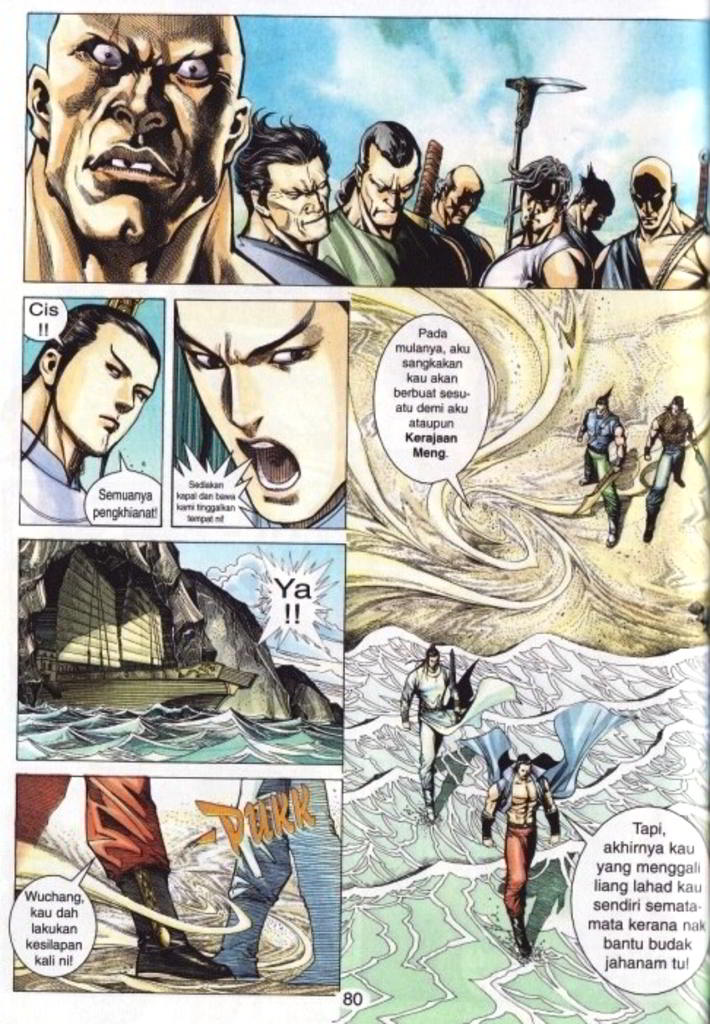 Cis
!!
Semuanya
pengkhianat!
Sediakan
kapal dan bawa
kami tinggalkan
tempat ni!
Pada
mulanya, aku
sangkakan
kau akan
berbuat sesu-
atu demi aku
ataupun
Kerajaan
Meng.
Ya
!!
PUKK
Wuchang,
kau dah
lakukan
kesilapan
kali ni!
Tapi,
akhirnya kau
yang menggali
liang lahad kau
sendiri semata-
mata kerana nak
bantu budak
jahanam tu!
80